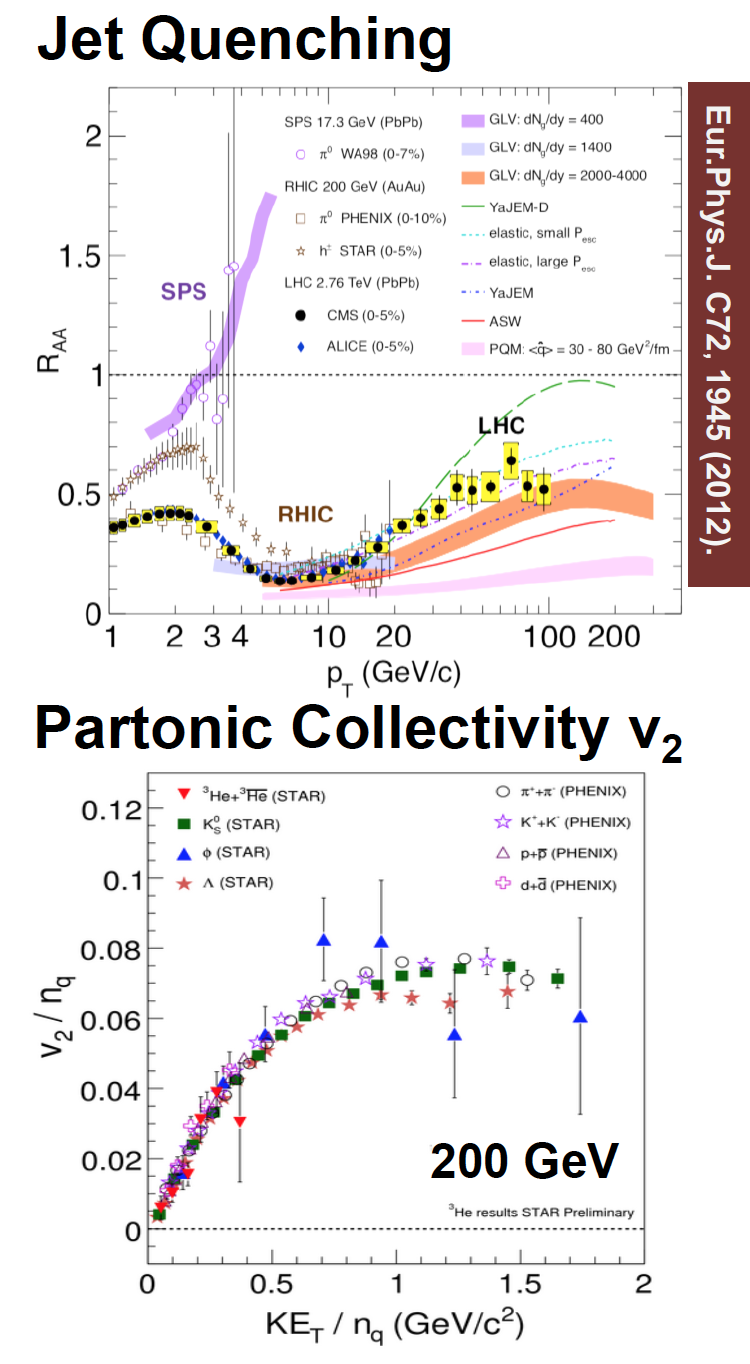 Jet Quenching
SPS 17.3 GeV (PbPb)
π⁰ WA98 (0-7%)
RHIC 200 GeV (AuAu)
π⁰ PHENIX (0-10%)
h± STAR (0-5%)
LHC 2.76 TeV (PbPb)
CMS (0-5%)
ALICE (0-5%)
GLV: dN_g/dy = 400
GLV: dN_g/dy = 1400
GLV: dN_g/dy = 2000-4000
YaJEM-D
elastic, small P_esc
elastic, large P_esc
YaJEM
ASW
PQM: <q̂> = 30 - 80 GeV²/fm
SPS
RHIC
LHC
R_AA
2
1.5
1
0.5
0
1 2 3 4 10 20 100 200
p_T (GeV/c)
Eur.Phys.J. C72, 1945 (2012).
Partonic Collectivity v₂
³He+³H̅e̅ (STAR)
K⁰_S (STAR)
ϕ (STAR)
Λ (STAR)
π⁺+π⁻ (PHENIX)
K⁺+K⁻ (PHENIX)
p+p̅ (PHENIX)
d+d̅ (PHENIX)
v₂ / n_q
0.12
0.1
0.08
0.06
0.04
0.02
0
200 GeV
³He results STAR Preliminary
0 0.5 1 1.5 2
KE_T / n_q (GeV/c²)